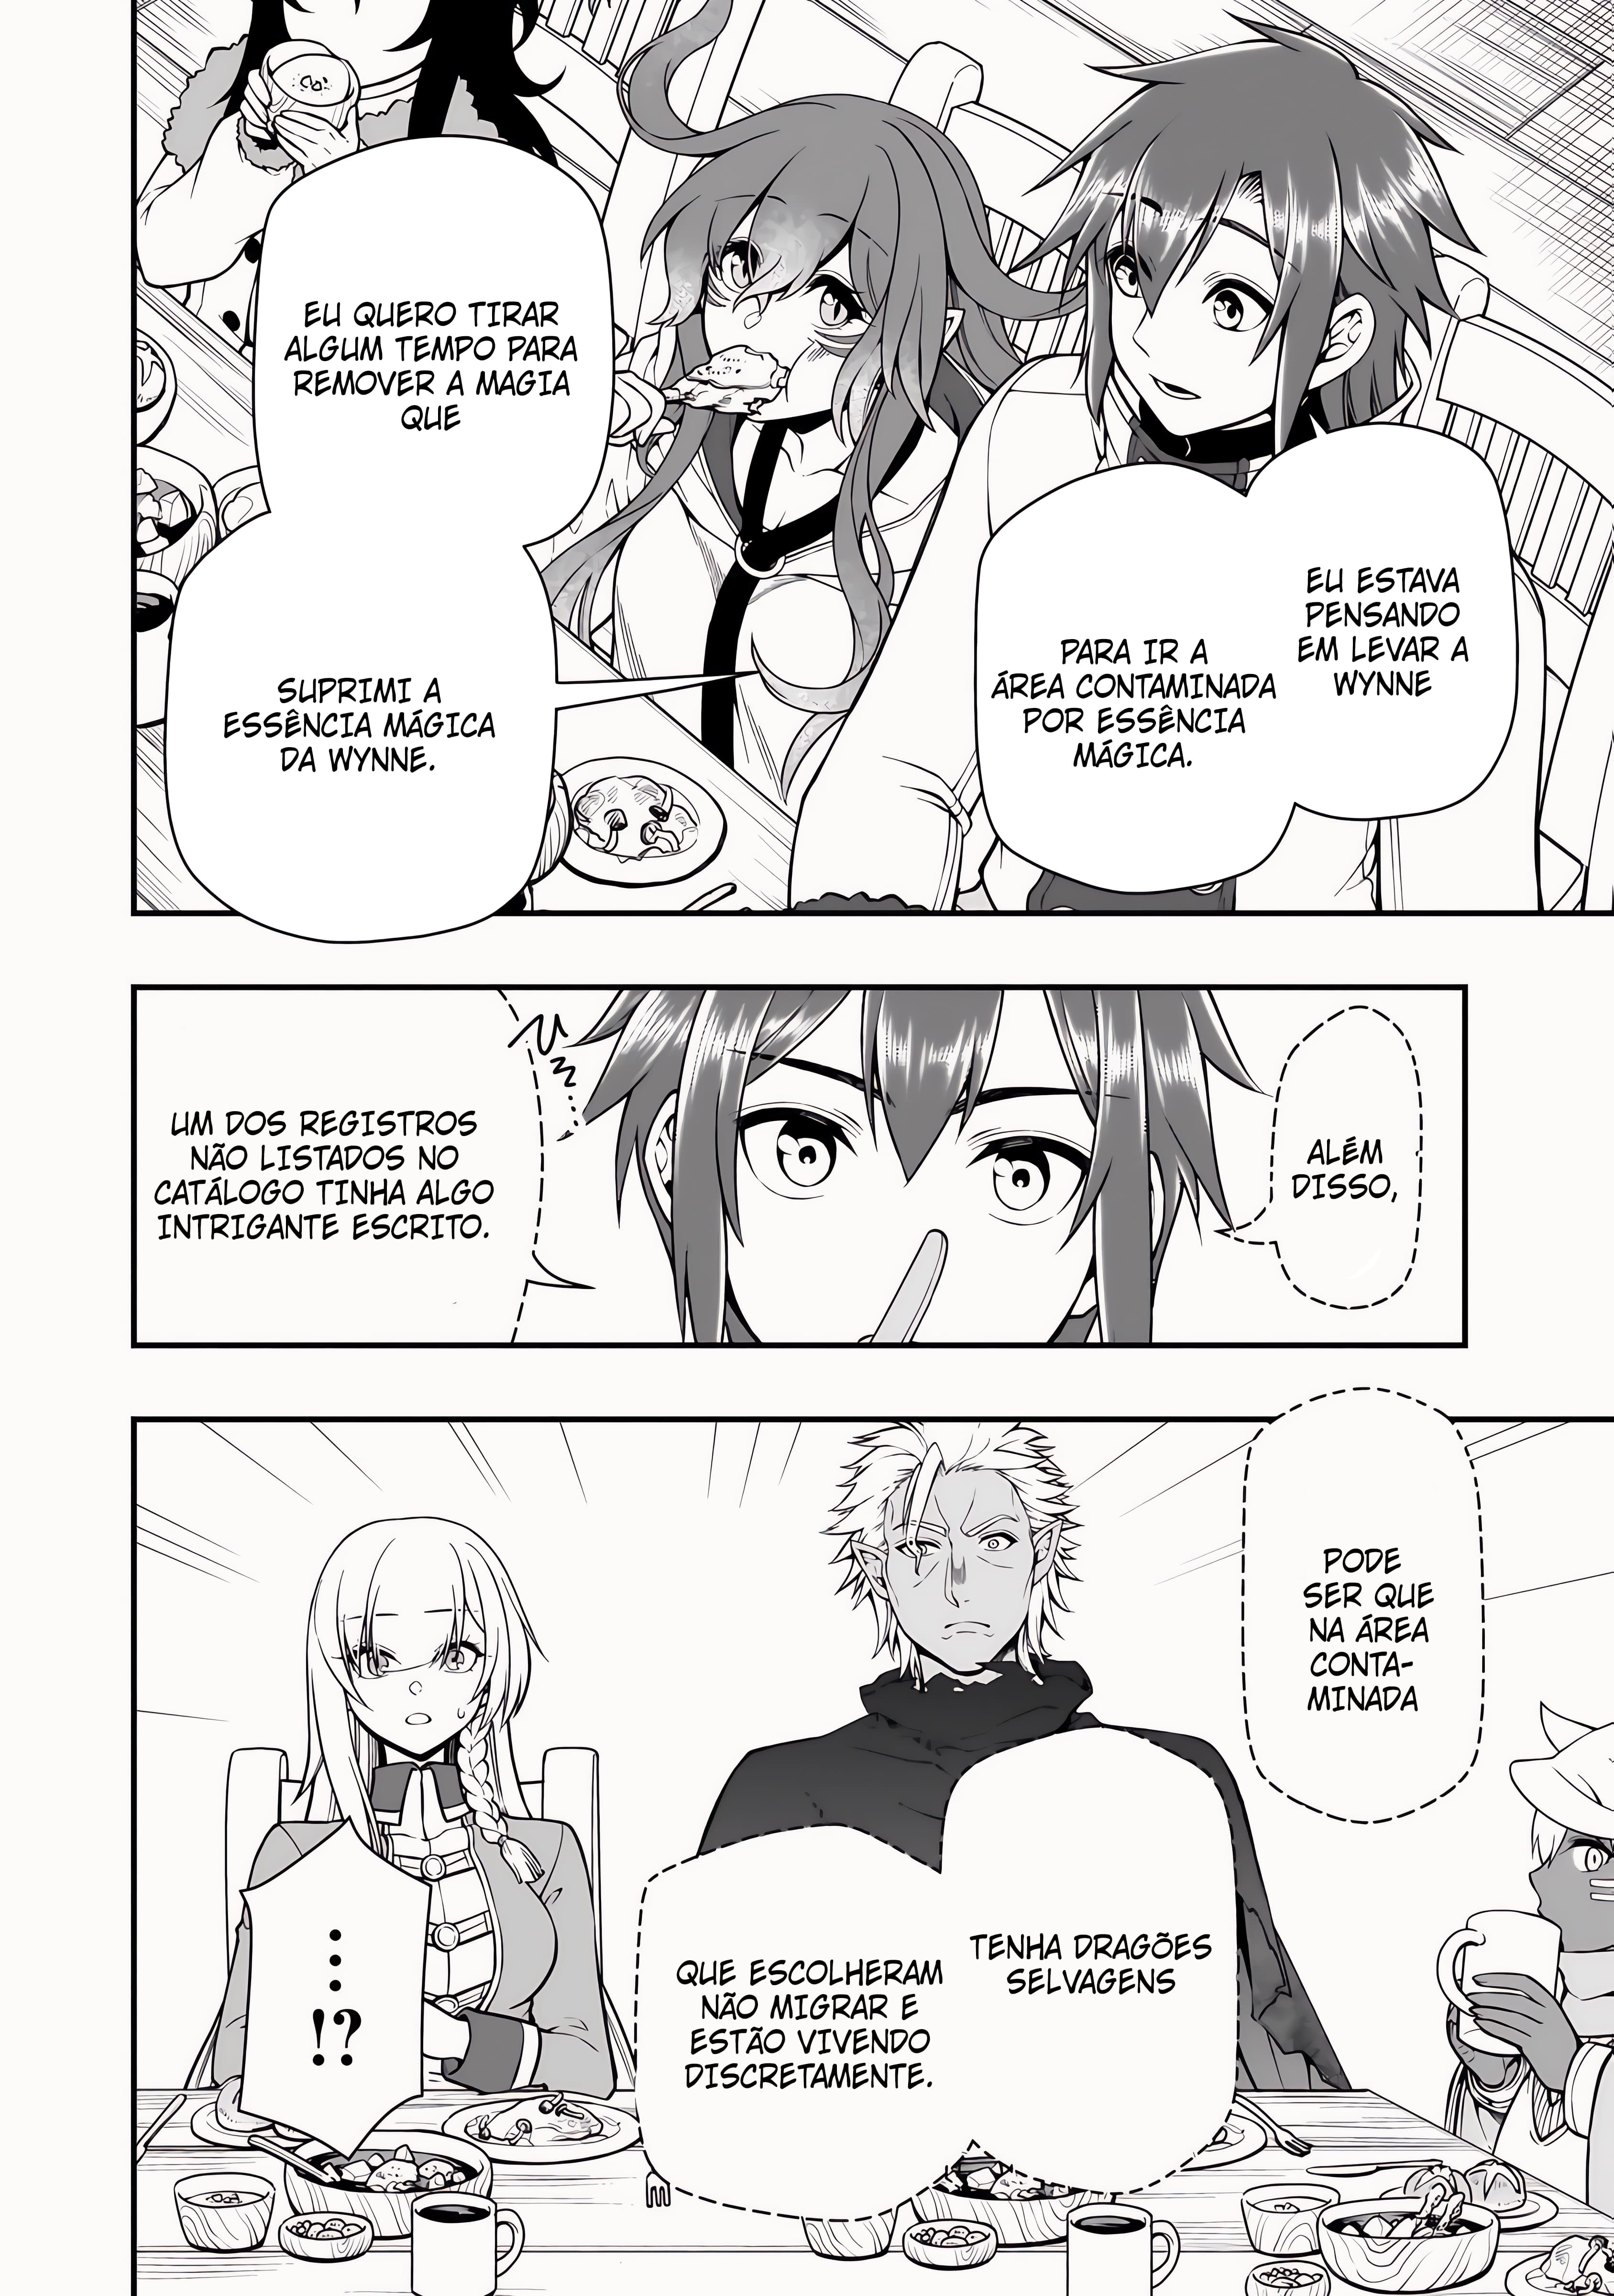 EU ESTAVA
PENSANDO
EM LEVAR A
WYNNE
PARA IR A
ÁREA CONTAMINADA
POR ESSÊNCIA
MÁGICA.
EU QUERO TIRAR
ALGUM TEMPO PARA
REMOVER A MAGIA
QUE
SUPRIMI A
ESSÊNCIA MÁGICA
DA WYNNE.
ALÉM
DISSO,
UM DOS REGISTROS
NÃO LISTADOS NO
CATÁLOGO TINHA ALGO
INTRIGANTE ESCRITO.
PODE
SER QUE
NA ÁREA
CONTA-
MINADA
TENHA DRAGÕES
SELVAGENS
QUE ESCOLHERAM
NÃO MIGRAR E
ESTÃO VIVENDO
DISCRETAMENTE.
....
!?